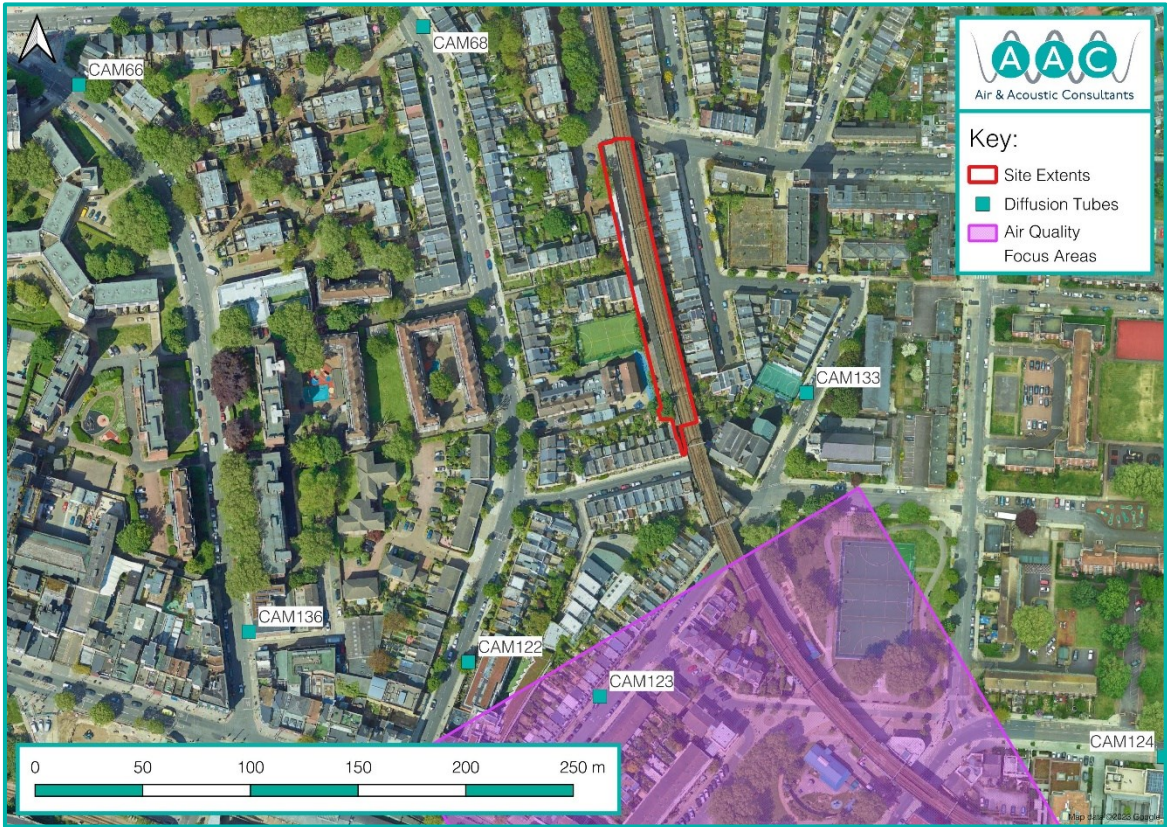 CAM68
CAM66
AAC
Air & Acoustic Consultants
Key:
Site Extents
Diffusion Tubes
Air Quality
Focus Areas
CAM133
CAM136
CAM122
CAM123
CAM124
0 50 100 150 200 250 m
Map data ©2023 Google